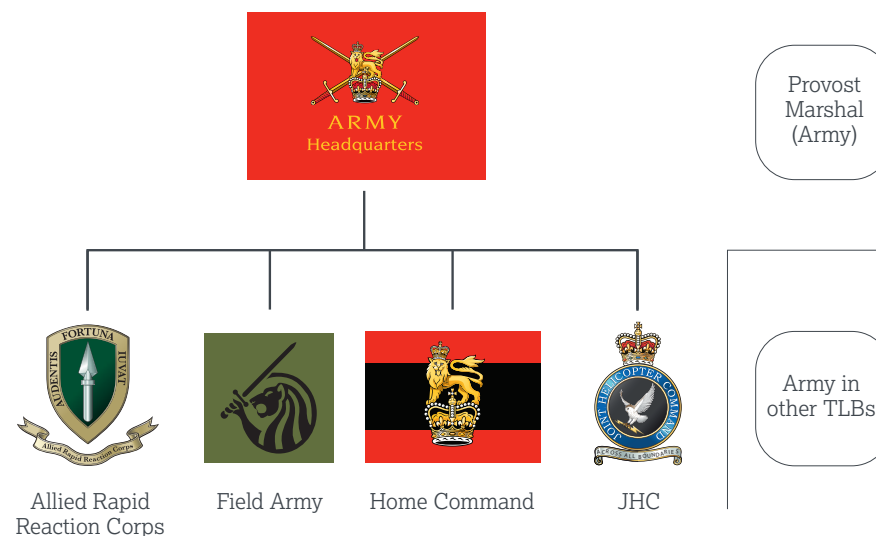 ARMY
Headquarters
Provost
Marshal
(Army)
AUDENTIS FORTUNA IUVAT
Allied Rapid Reaction Corps
JOINT HELICOPTER COMMAND
ACROSS ALL BOUNDARIES
Army in
other TLBs
Allied Rapid
Reaction Corps
Field Army
Home Command
JHC